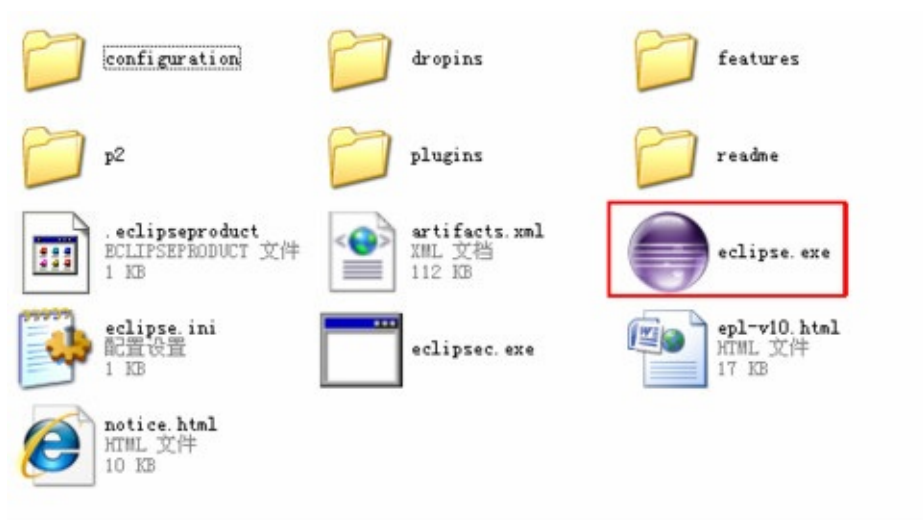 configuration
dropins
features
p2
plugins
readme
.eclipseproduct
ECLIPSEPRODUCT 文件
1 KB
artifacts.xml
XML 文档
112 KB
eclipse.exe
eclipse.ini
配置设置
1 KB
eclipsec.exe
epl-v10.html
HTML 文件
17 KB
notice.html
HTML 文件
10 KB